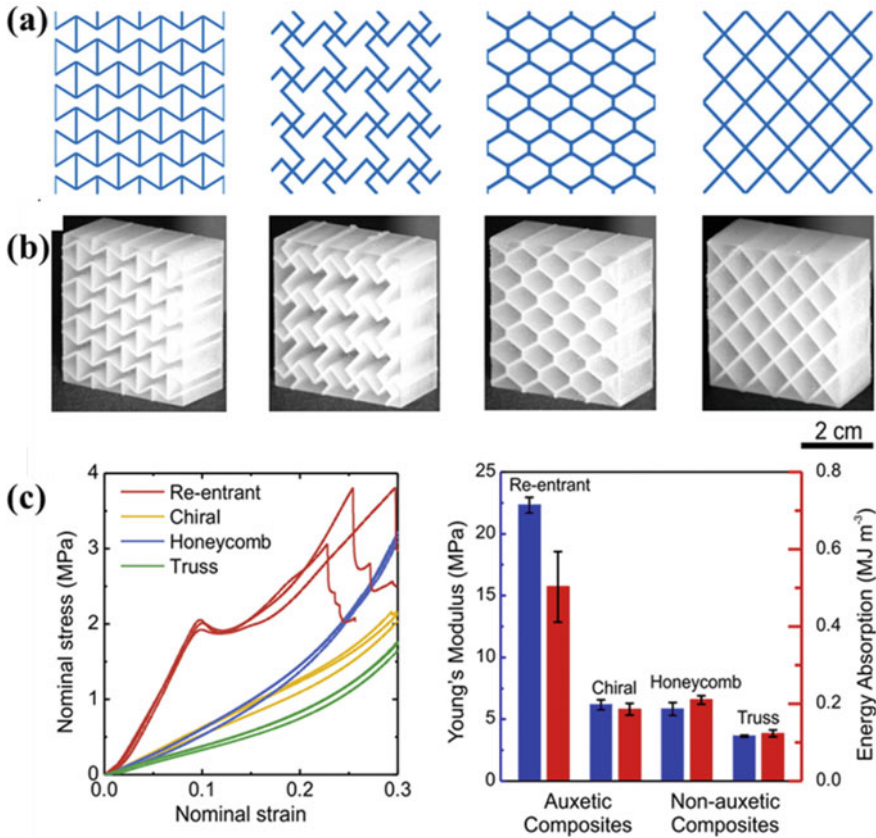 (a)
(b)
2 cm
(c)
4
3
2
1
0
0.0
0.1
0.2
0.3
Nominal stress (MPa)
Nominal strain
Re-entrant
Chiral
Honeycomb
Truss
25
20
15
10
5
0
Young's Modulus (MPa)
Re-entrant
Chiral
Honeycomb
Truss
0.8
0.6
0.4
0.2
0.0
Energy Absorption (MJ m⁻³)
Auxetic
Composites
Non-auxetic
Composites